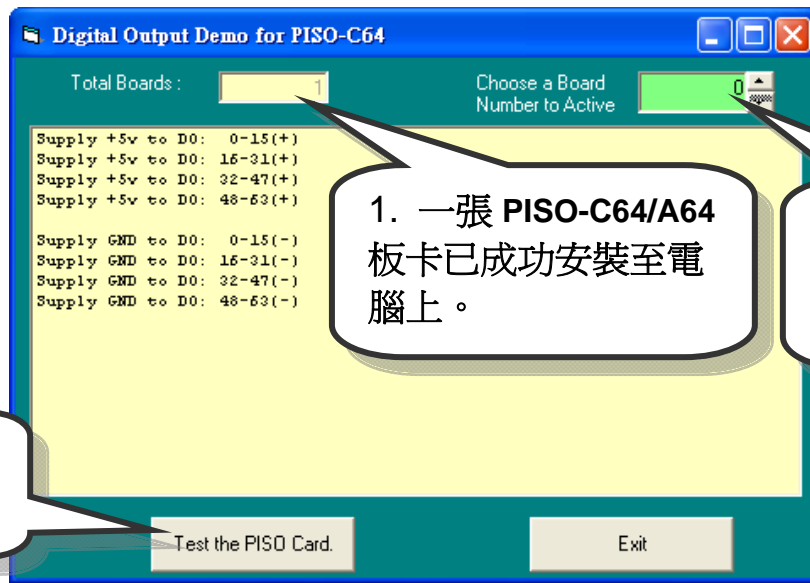 Digital Output Demo for PISO-C64
Total Boards :
1
Choose a Board
Number to Active
0
Supply +5v to DO: 0-15(+)
Supply +5v to DO: 16-31(+)
Supply +5v to DO: 32-47(+)
Supply +5v to DO: 48-63(+)
Supply GND to DO: 0-15(-)
Supply GND to DO: 16-31(-)
Supply GND to DO: 32-47(-)
Supply GND to DO: 48-63(-)
1. 一張 PISO-C64/A64
板卡已成功安裝至電
腦上。
Test the PISO Card.
Exit